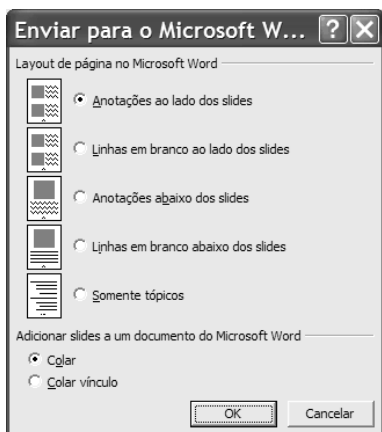 Enviar para o Microsoft W...
Layout de página no Microsoft Word
Anotações ao lado dos slides
Linhas em branco ao lado dos slides
Anotações abaixo dos slides
Linhas em branco abaixo dos slides
Somente tópicos
Adicionar slides a um documento do Microsoft Word
Colar
Colar vínculo
OK Cancelar